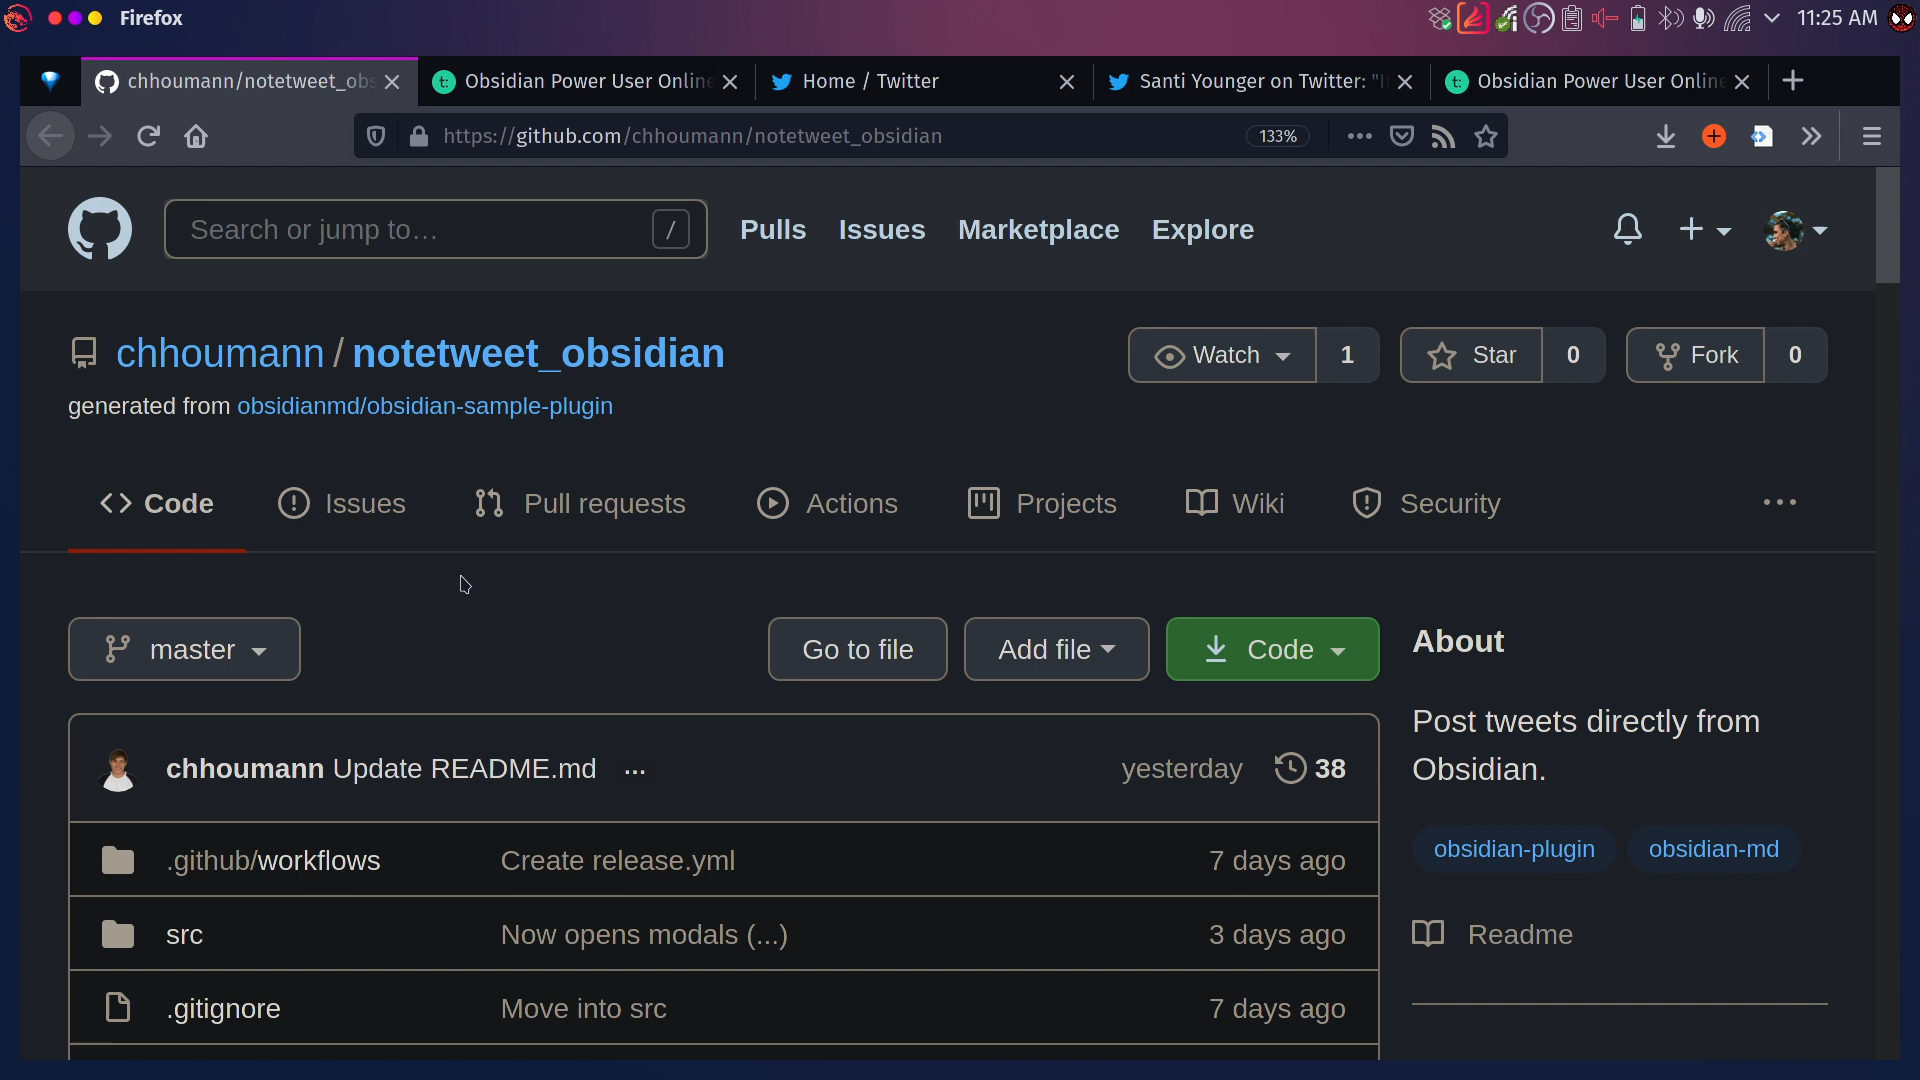 Firefox
11:25 AM
chhoumann/notetweet_obs
Obsidian Power User Online
Home / Twitter
Santi Younger on Twitter: "I
Obsidian Power User Online
https://github.com/chhoumann/notetweet_obsidian
133%
Search or jump to…
/
Pulls
Issues
Marketplace
Explore
chhoumann / notetweet_obsidian
Watch 1
Star 0
Fork 0
generated from obsidianmd/obsidian-sample-plugin
Code
Issues
Pull requests
Actions
Projects
Wiki
Security
master
Go to file
Add file
Code
About
Post tweets directly from
Obsidian.
chhoumann Update README.md ...
yesterday
38
.github/workflows
Create release.yml
7 days ago
obsidian-plugin
obsidian-md
src
Now opens modals (...)
3 days ago
Readme
.gitignore
Move into src
7 days ago